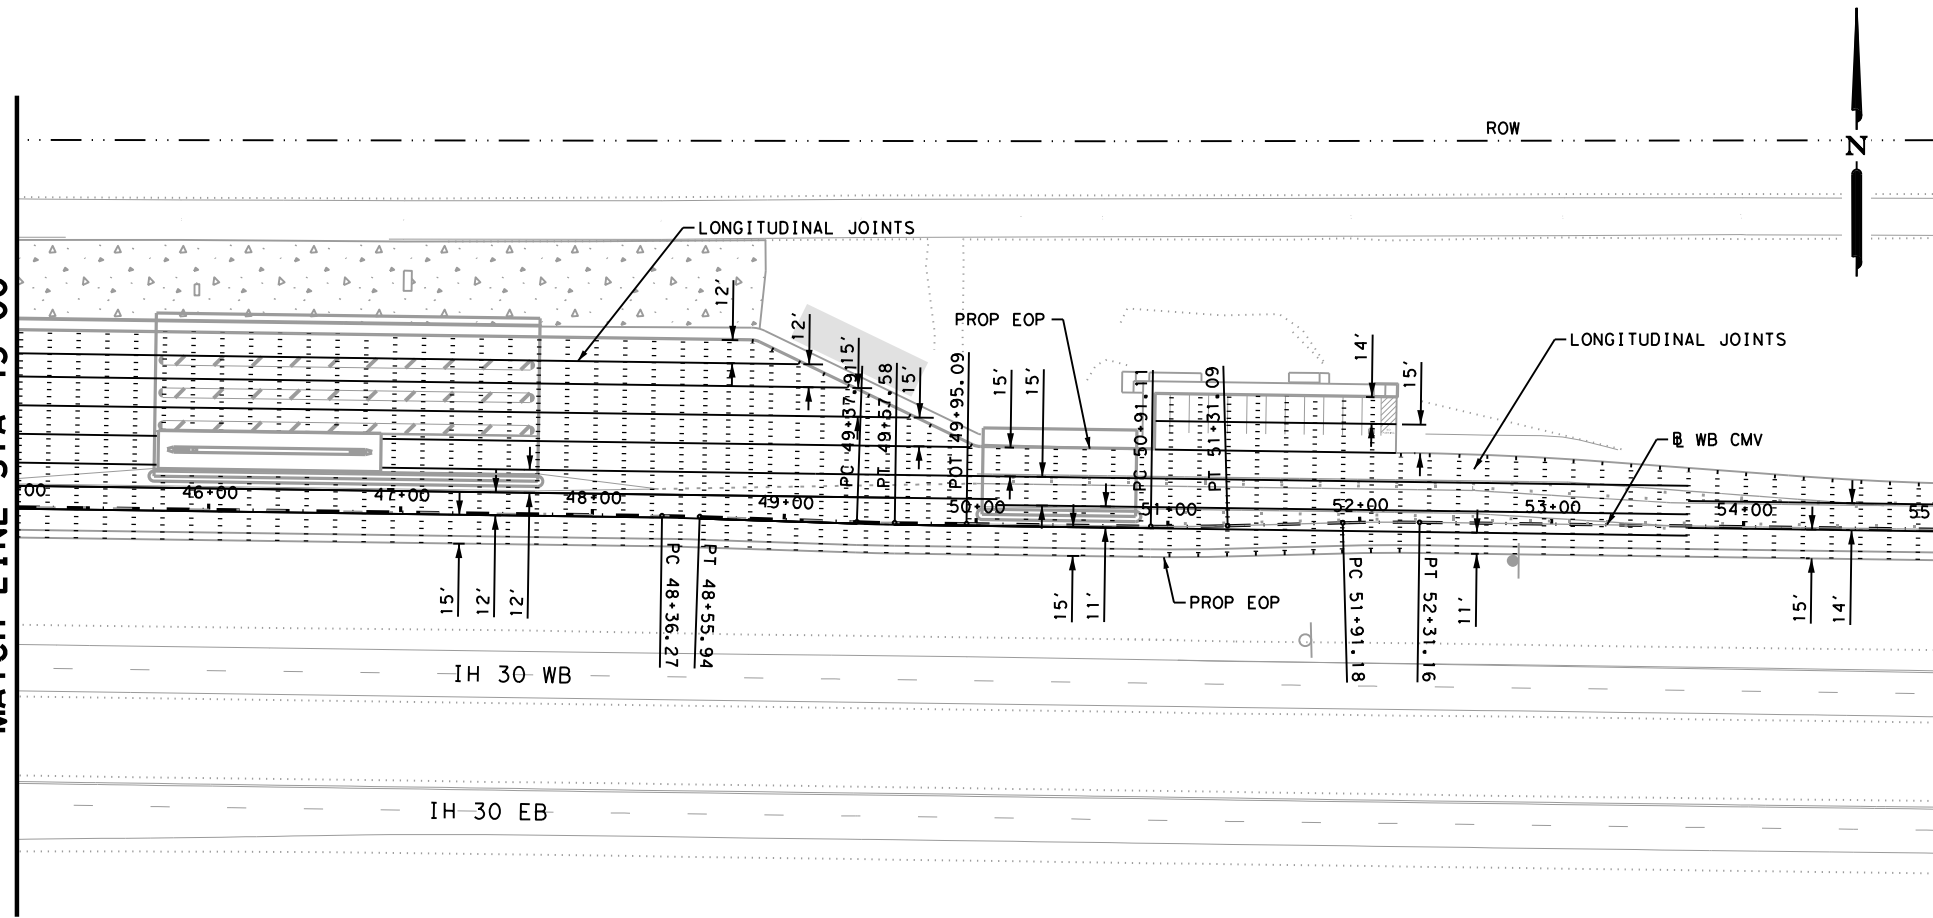 ROW
N
LONGITUDINAL JOINTS
12'
12'
15'
15'
PROP EOP
15'
15'
14'
15'
LONGITUDINAL JOINTS
PC 49+37.91
PT 49+57.58
POT 49+95.09
PC 50+91.11
PT 51+31.09
WB CMV
46+00
47+00
48+00
49+00
50+00
51+00
52+00
53+00
54+00
55
15'
12'
12'
PC 48+36.27
PT 48+55.94
15'
11'
PROP EOP
PC 51+91.18
PT 52+31.16
11'
15'
14'
IH 30 WB
IH 30 EB